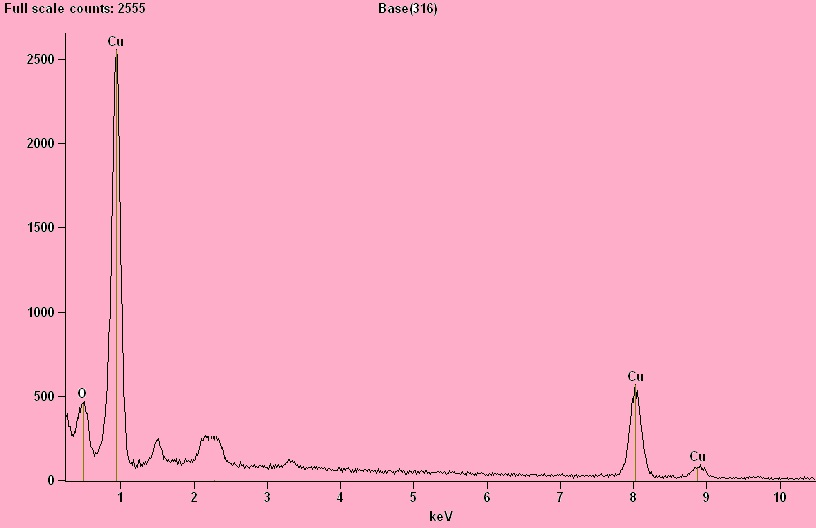 Full scale counts: 2555
Base(316)
Cu
2500
2000
1500
1000
O
500
Cu
Cu
0
1 2 3 4 5 6 7 8 9 10
keV